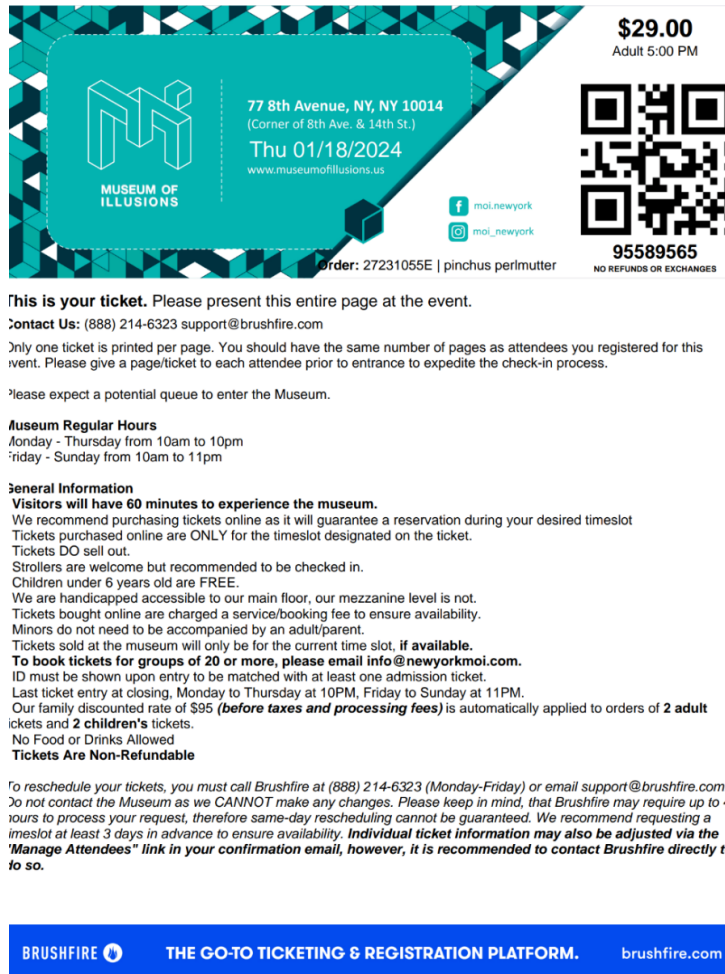 $29.00
Adult 5:00 PM
77 8th Avenue, NY, NY 10014
(Corner of 8th Ave. & 14th St.)
Thu 01/18/2024
www.museumofillusions.us
MUSEUM OF
ILLUSIONS
moi.newyork
moi_newyork
95589565
Order: 27231055E | pinchus perlmutter
NO REFUNDS OR EXCHANGES
This is your ticket. Please present this entire page at the event.
Contact Us: (888) 214-6323 support@brushfire.com
Only one ticket is printed per page. You should have the same number of pages as attendees you registered for this
event. Please give a page/ticket to each attendee prior to entrance to expedite the check-in process.
Please expect a potential queue to enter the Museum.
Museum Regular Hours
Monday - Thursday from 10am to 10pm
Friday - Sunday from 10am to 11pm
General Information
Visitors will have 60 minutes to experience the museum.
We recommend purchasing tickets online as it will guarantee a reservation during your desired timeslot
Tickets purchased online are ONLY for the timeslot designated on the ticket.
Tickets DO sell out.
Strollers are welcome but recommended to be checked in.
Children under 6 years old are FREE.
We are handicapped accessible to our main floor, our mezzanine level is not.
Tickets bought online are charged a service/booking fee to ensure availability.
Minors do not need to be accompanied by an adult/parent.
Tickets sold at the museum will only be for the current time slot, if available.
To book tickets for groups of 20 or more, please email info@newyorkmoi.com.
ID must be shown upon entry to be matched with at least one admission ticket.
Last ticket entry at closing, Monday to Thursday at 10PM, Friday to Sunday at 11PM.
Our family discounted rate of $95 (before taxes and processing fees) is automatically applied to orders of 2 adult
tickets and 2 children's tickets.
No Food or Drinks Allowed
Tickets Are Non-Refundable
To reschedule your tickets, you must call Brushfire at (888) 214-6323 (Monday-Friday) or email support@brushfire.com
Do not contact the Museum as we CANNOT make any changes. Please keep in mind, that Brushfire may require up to
hours to process your request, therefore same-day rescheduling cannot be guaranteed. We recommend requesting a
timeslot at least 3 days in advance to ensure availability. Individual ticket information may also be adjusted via the
"Manage Attendees" link in your confirmation email, however, it is recommended to contact Brushfire directly
do so.
BRUSHFIRE
THE GO-TO TICKETING & REGISTRATION PLATFORM.
brushfire.com